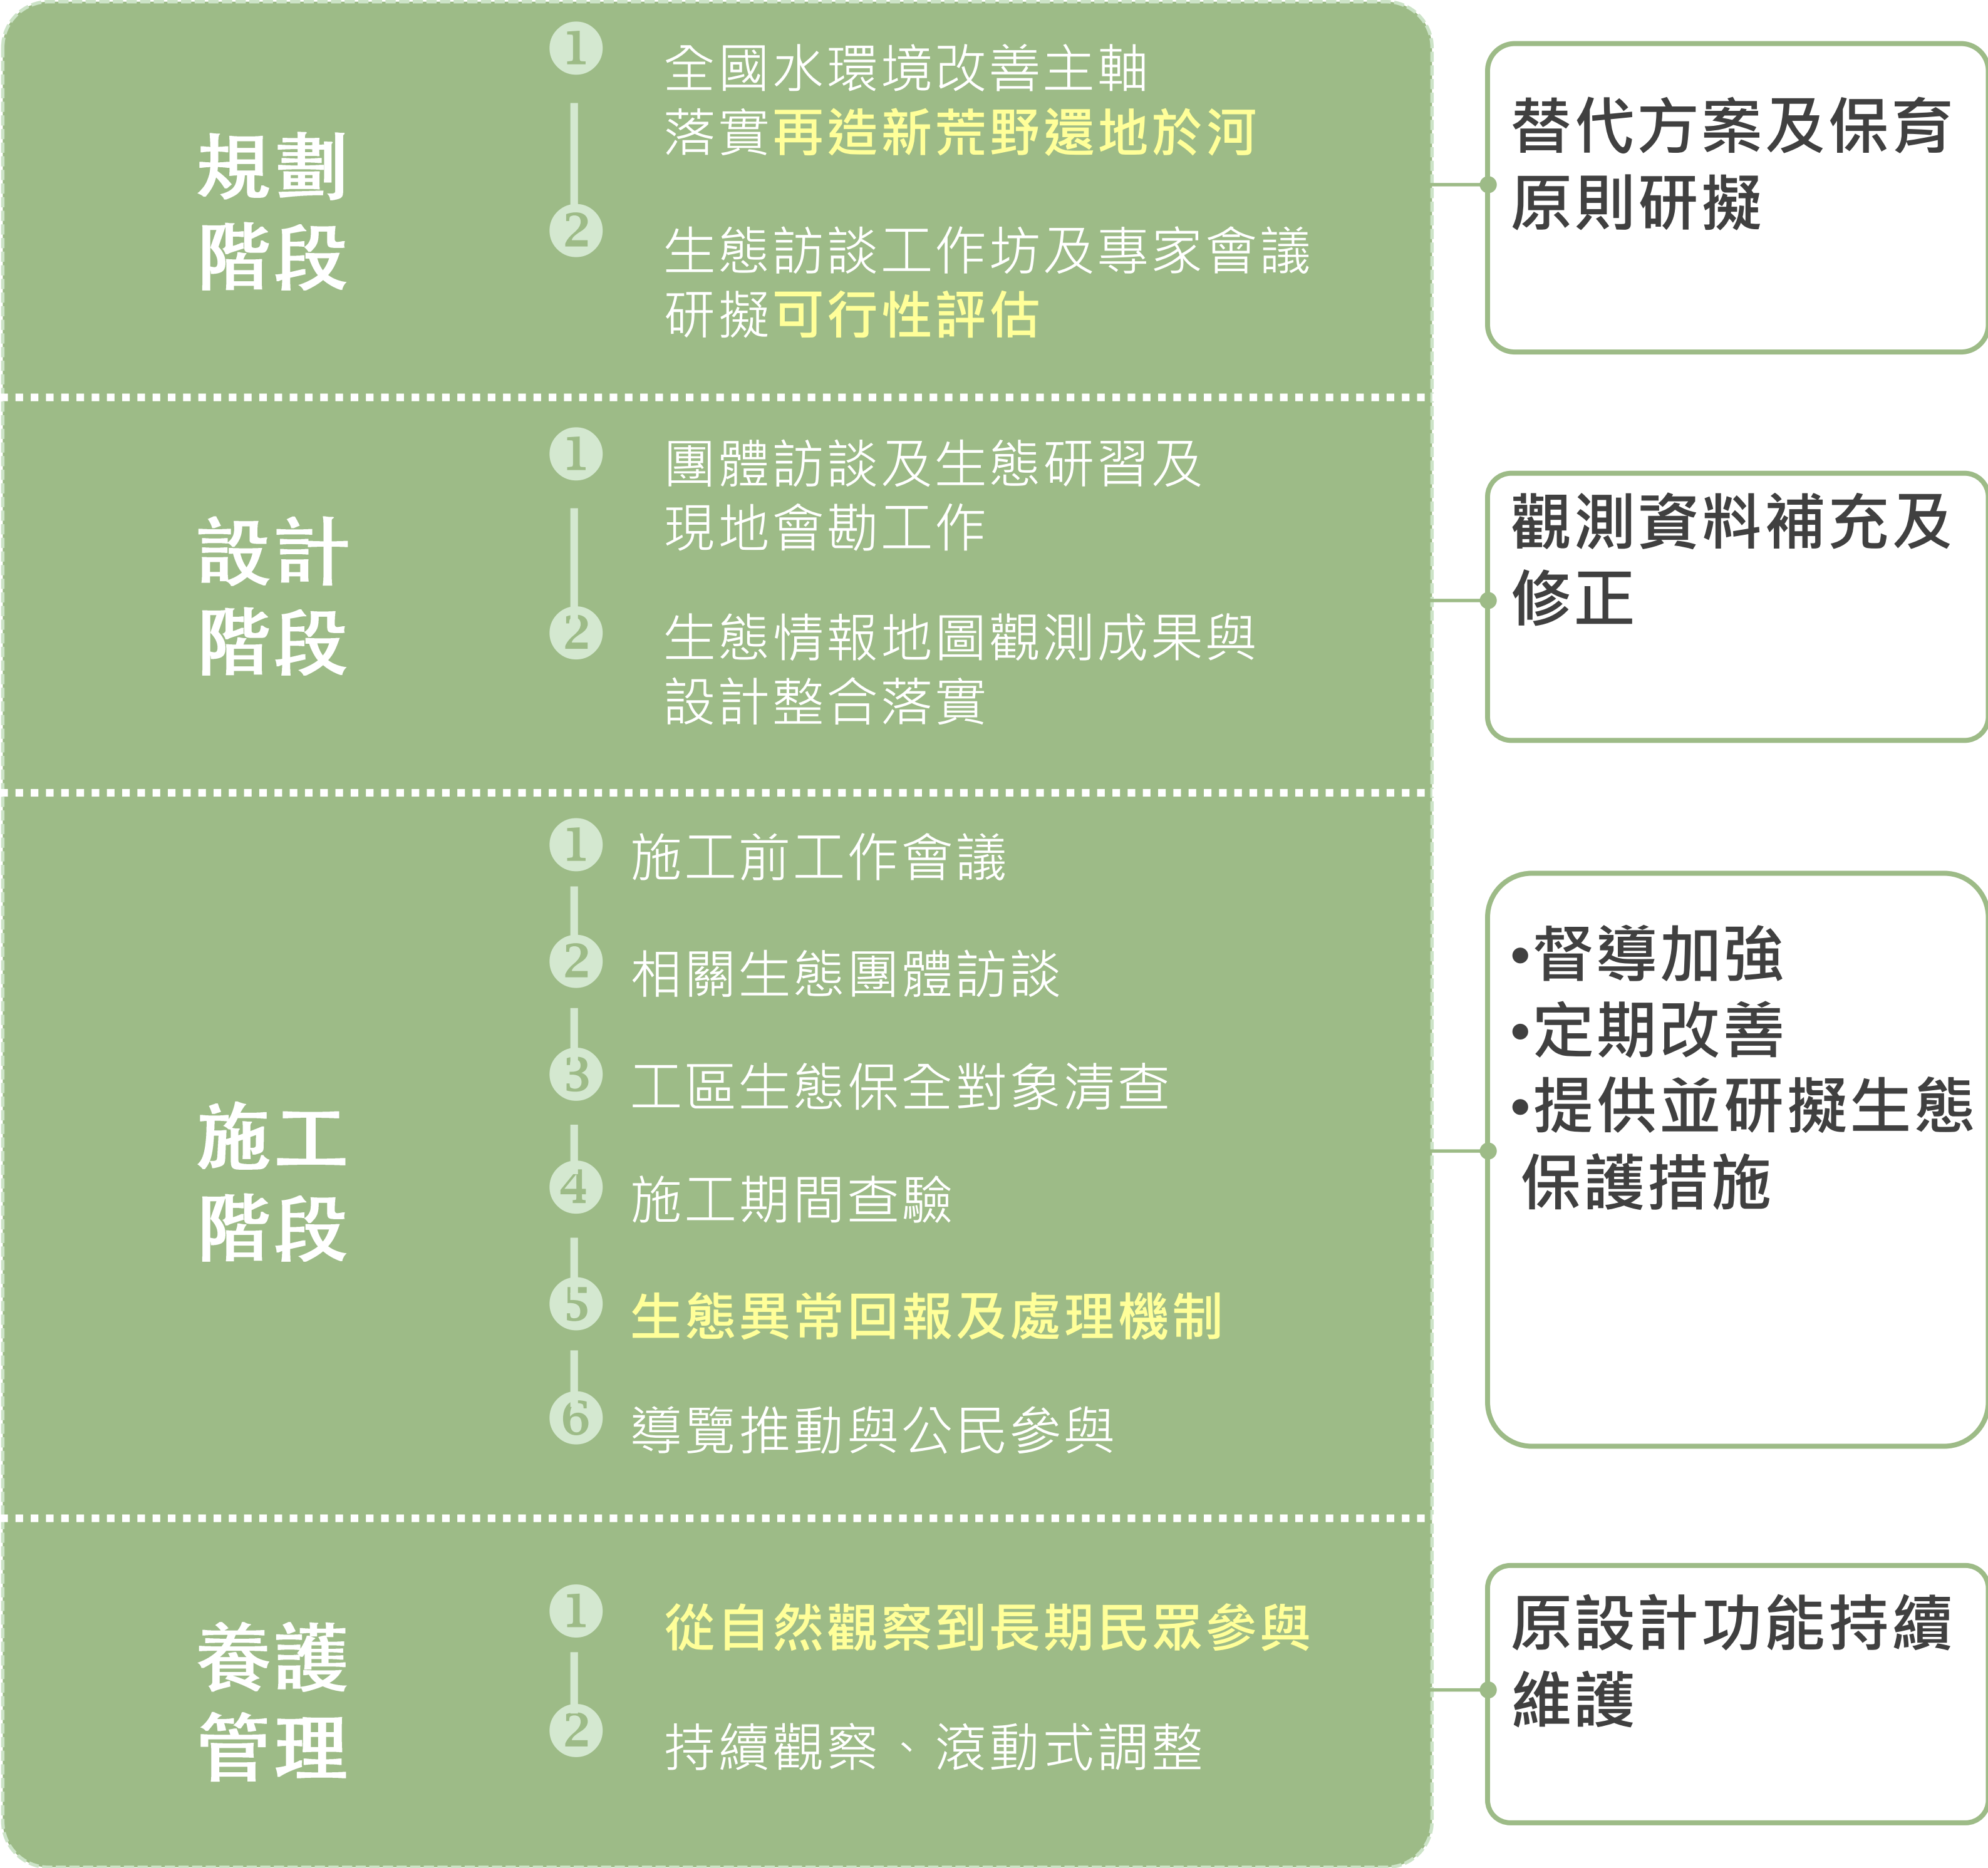 規劃
階段
1
全國水環境改善主軸
落實再造新荒野溼地於河
2
生態訪談工作坊及專家會議
研擬可行性評估
替代方案及保育
原則研擬
設計
階段
1
團體訪談及生態研習及
現地會勘工作
2
生態情報地圖觀測成果與
設計整合落實
觀測資料補充及
修正
施工
階段
1
施工前工作會議
2
相關生態團體訪談
3
工區生態保全對象清查
4
施工期間查驗
5
生態異常回報及處理機制
6
導覽推動與公民參與
•督導加強
•定期改善
•提供並研擬生態
保護措施
養護
管理
1
從自然觀察到長期民眾參與
2
持續觀察、滾動式調整
原設計功能持續
維護